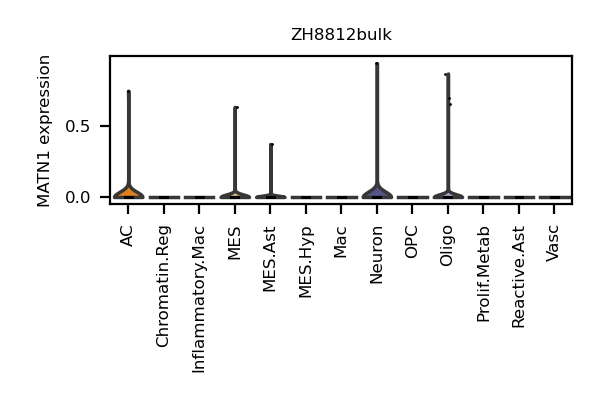 ZH8812bulk
MATN1 expression
0.5
0.0
AC
Chromatin.Reg
Inflammatory.Mac
MES
MES.Ast
MES.Hyp
Mac
Neuron
OPC
Oligo
Prolif.Metab
Reactive.Ast
Vasc